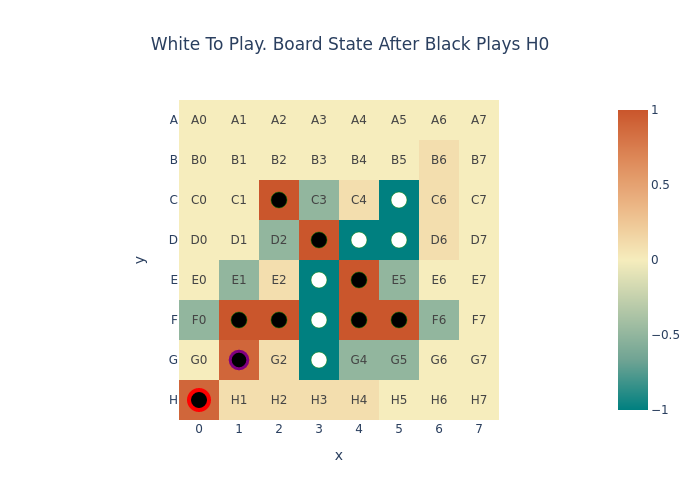 White To Play. Board State After Black Plays H0
A A0 A1 A2 A3 A4 A5 A6 A7
B B0 B1 B2 B3 B4 B5 B6 B7
C C0 C1 C3 C4 C6 C7
D D0 D1 D2 D6 D7
E E0 E1 E2 E5 E6 E7
F F0 F6 F7
G G0 G2 G4 G5 G6 G7
H H1 H2 H3 H4 H5 H6 H7
0 1 2 3 4 5 6 7
x
y
1
0.5
0
−0.5
−1